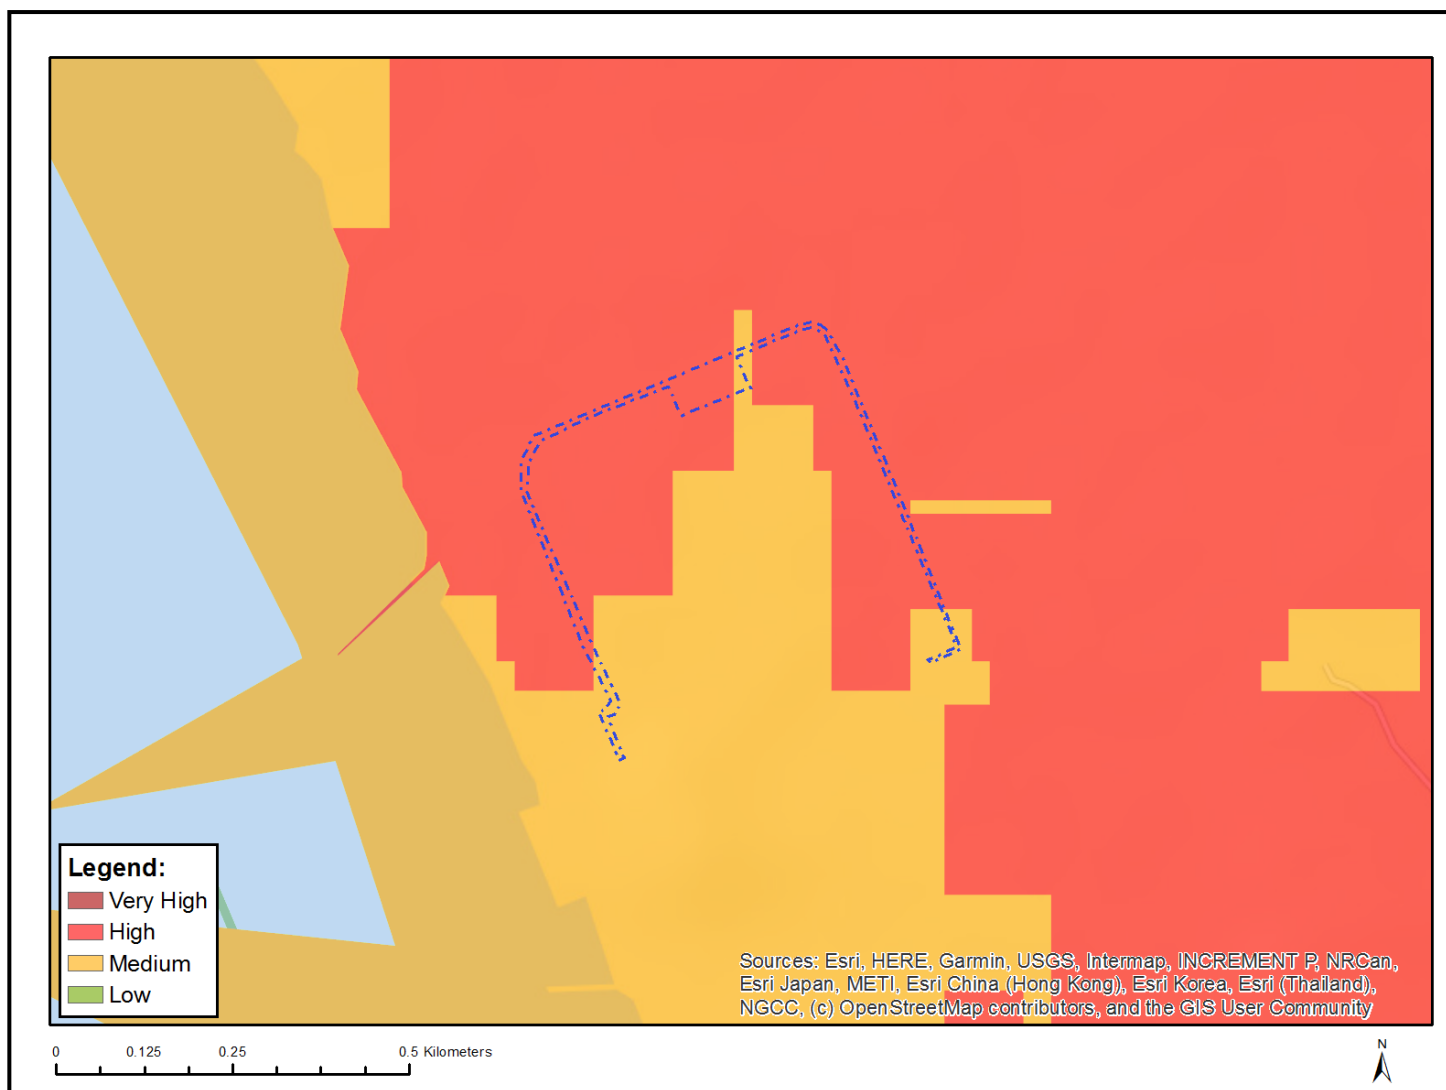 Legend:
Very High
High
Medium
Low
Sources: Esri, HERE, Garmin, USGS, Intermap, INCREMENT P, NRCan,
Esri Japan, METI, Esri China (Hong Kong), Esri Korea, Esri (Thailand),
NGCC, (c) OpenStreetMap contributors, and the GIS User Community
0 0.125 0.25 0.5 Kilometers
N